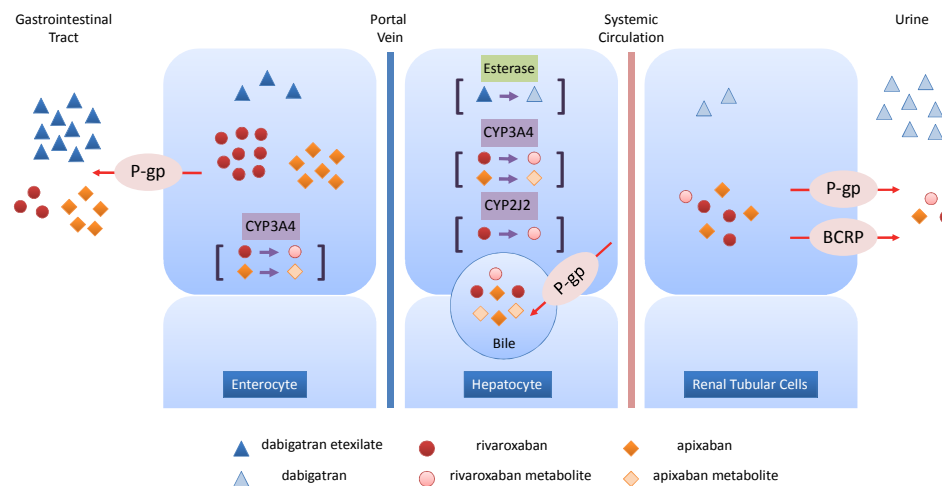 Gastrointestinal
Tract
Portal
Vein
Systemic
Circulation
Urine
Esterase
CYP3A4
P-gp
CYP2J2
CYP3A4
P-gp
P-gp
BCRP
Bile
Enterocyte
Hepatocyte
Renal Tubular Cells
dabigatran etexilate
rivaroxaban
apixaban
dabigatran
rivaroxaban metabolite
apixaban metabolite